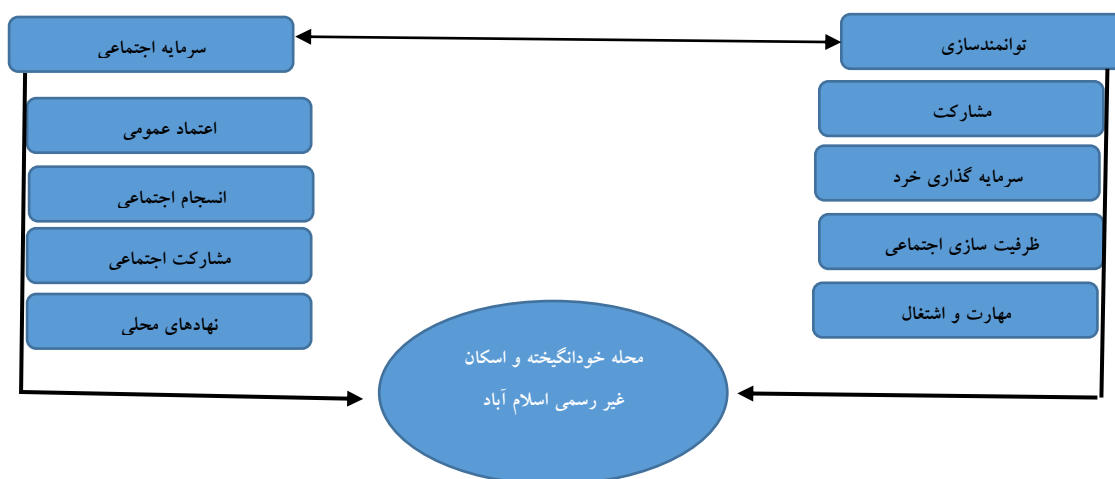 توانمندسازی
مشارکت
سرمایه گذاری خرد
ظرفیت سازی اجتماعی
مهارت و اشتغال
سرمایه اجتماعی
اعتماد عمومی
انسجام اجتماعی
مشارکت اجتماعی
نهادهای محلی
محله خودانگیخته و اسکان
غیر رسمی اسلام آباد